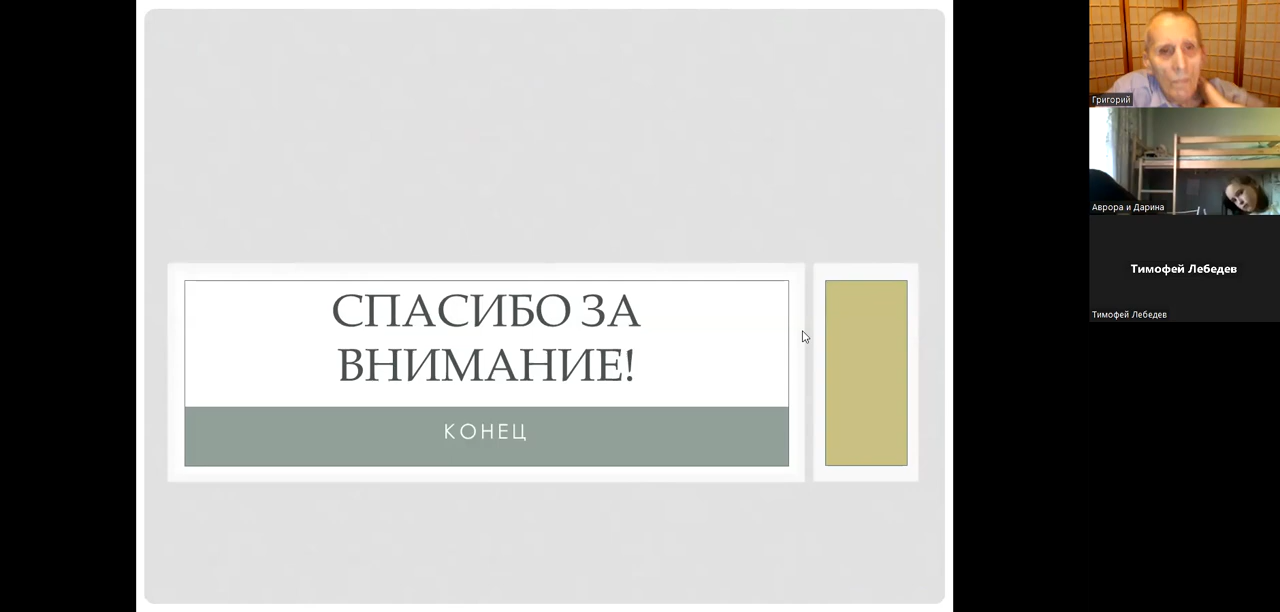 СПАСИБО ЗА
ВНИМАНИЕ!
КОНЕЦ
Григорий
Аврора и Дарина
Тимофей Лебедев
Тимофей Лебедев